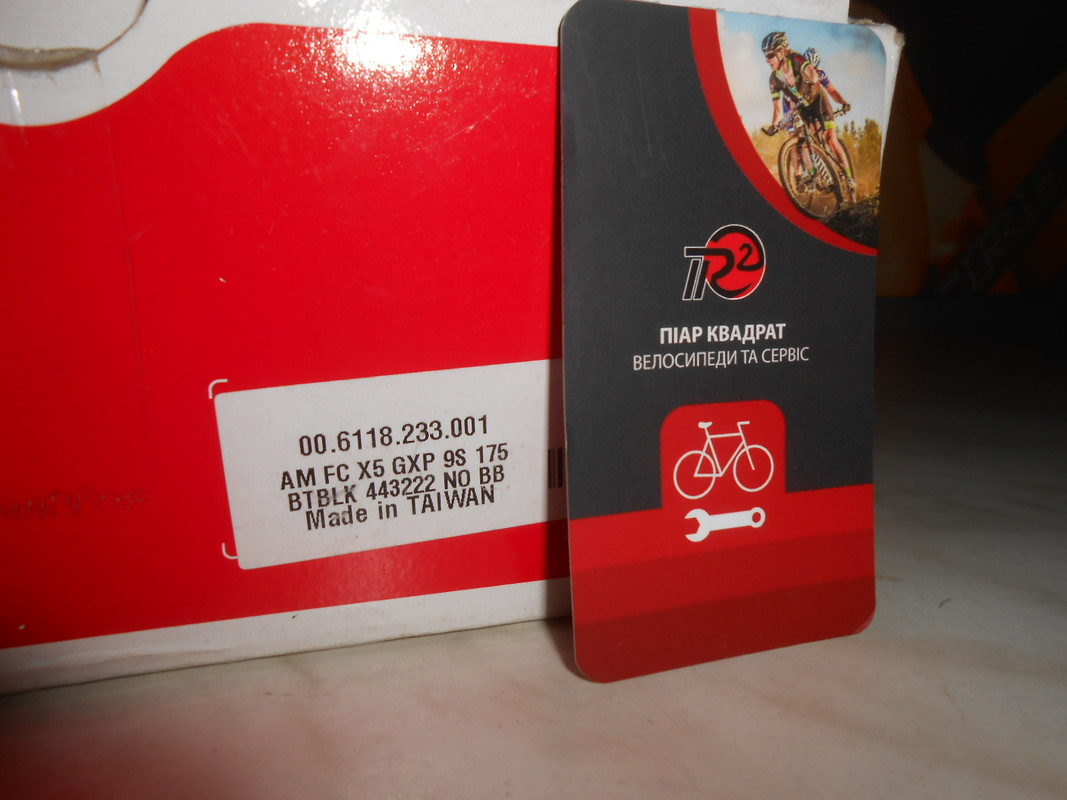 00.6118.233.001
AM FC X5 GXP 9S 175
BTBLK 443222 NO BB
Made in TAIWAN
ПR2
ПІАР КВАДРАТ
ВЕЛОСИПЕДИ ТА СЕРВІС